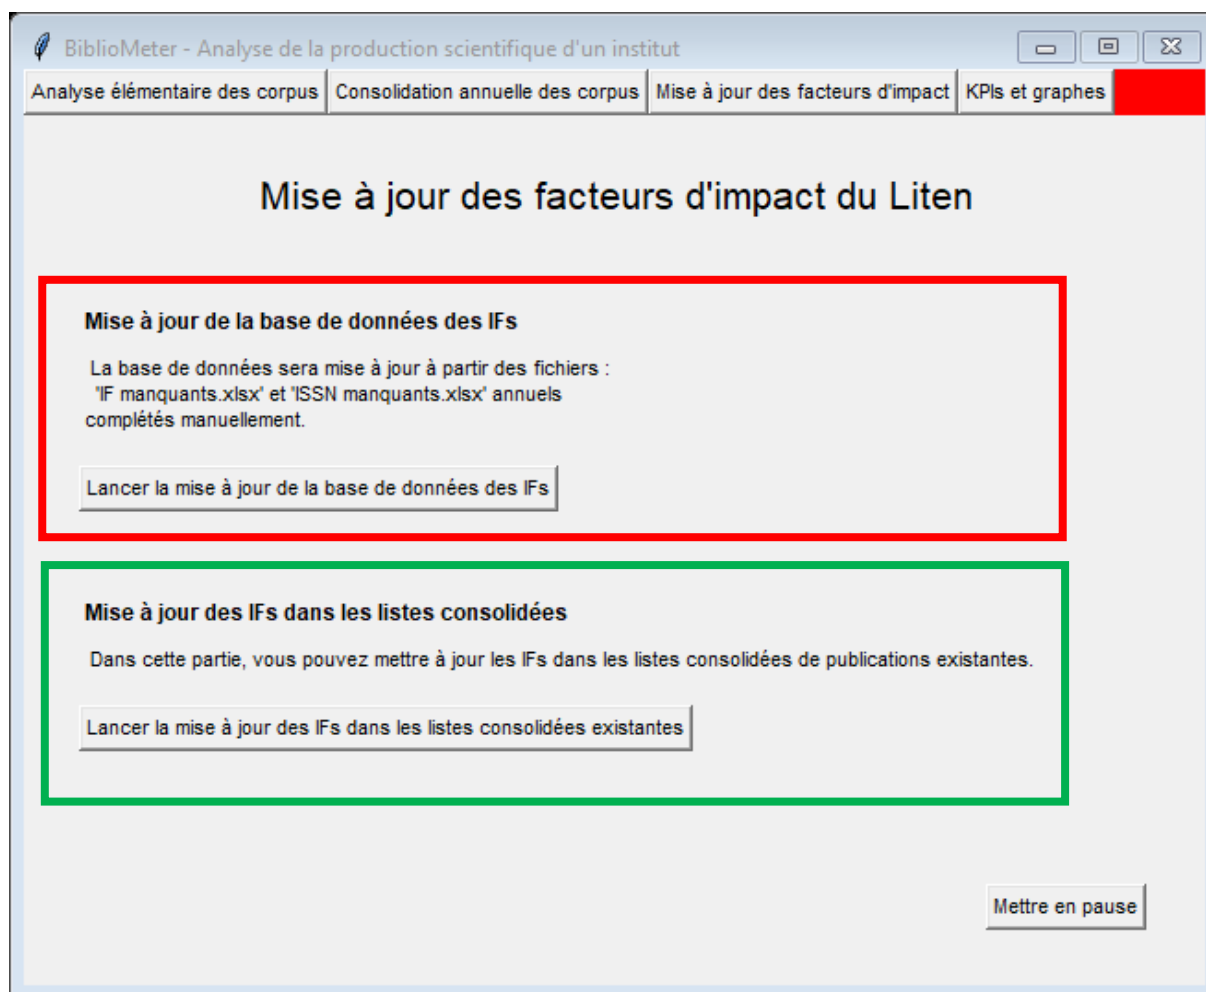 BiblioMeter - Analyse de la production scientifique d'un institut
Analyse élémentaire des corpus Consolidation annuelle des corpus Mise à jour des facteurs d'impact KPIs et graphes
Mise à jour des facteurs d'impact du Liten
Mise à jour de la base de données des IFs
La base de données sera mise à jour à partir des fichiers :
"IF manquants.xlsx' et 'ISSN manquants.xlsx' annuels
complétés manuellement.
Lancer la mise à jour de la base de données des IFs
Mise à jour des IFs dans les listes consolidées
Dans cette partie, vous pouvez mettre à jour les IFs dans les listes consolidées de publications existantes.
Lancer la mise à jour des IFs dans les listes consolidées existantes
Mettre en pause